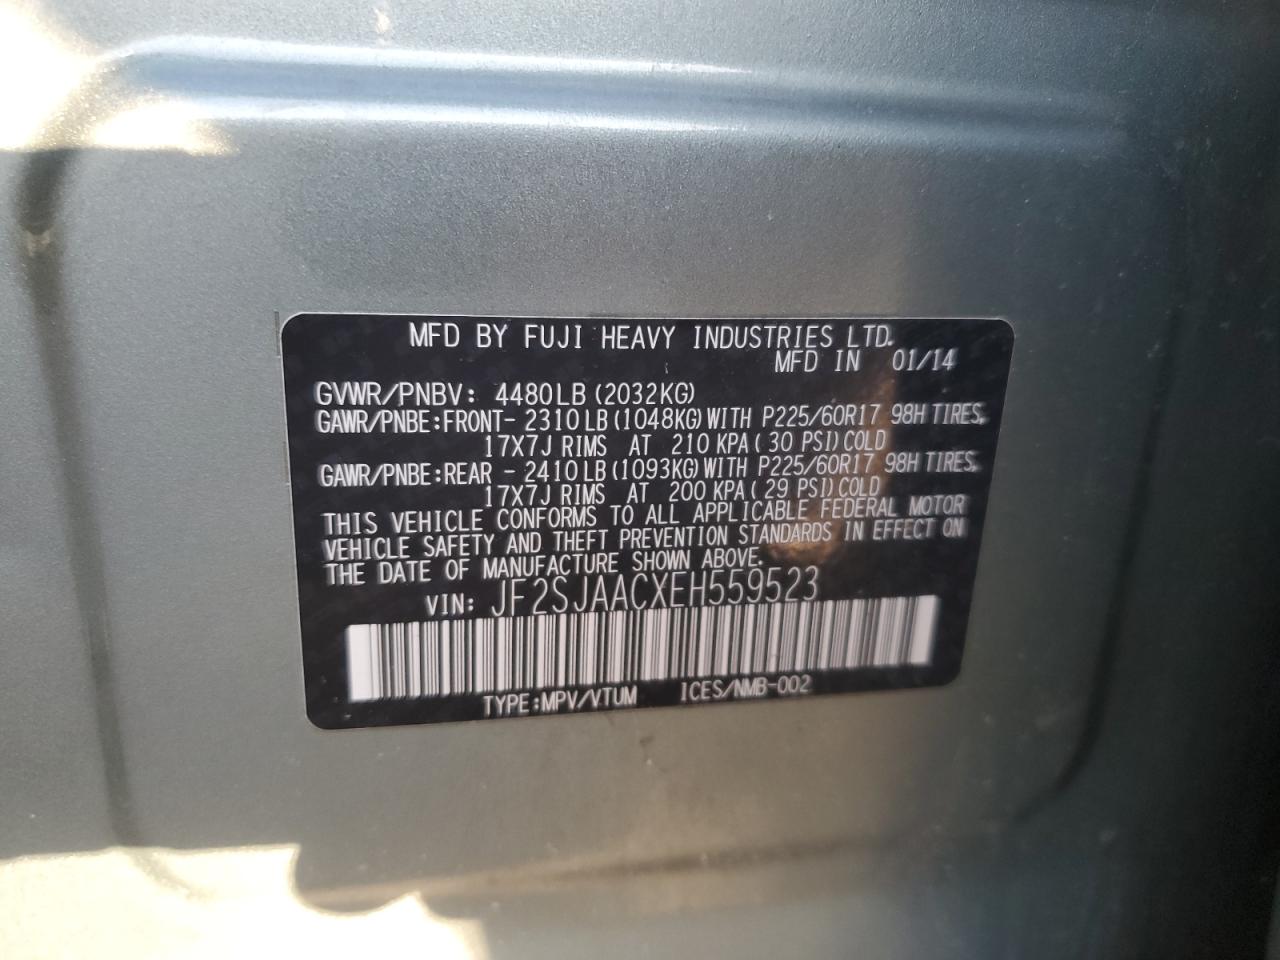 MFD BY FUJI HEAVY INDUSTRIES LTD.
MFD IN 01/14
GVWR/PNBV: 4480LB (2032KG)
GAWR/PNBE:FRONT- 2310 LB (1048KG) WITH P225/60R17 98H TIRES,
17X7J RIMS AT 210 KPA ( 30 PSI) COLD
GAWR/PNBE:REAR - 2410 LB (1093KG) WITH P225/60R17 98H TIRES,
17X7J RIMS AT 200 KPA ( 29 PSI) COLD
THIS VEHICLE CONFORMS TO ALL APPLICABLE FEDERAL MOTOR
VEHICLE SAFETY AND THEFT PREVENTION STANDARDS IN EFFECT ON
THE DATE OF MANUFACTURE SHOWN ABOVE.
VIN: JF2SJAACXEH559523
TYPE:MPV/VTUM ICES/NMB-002